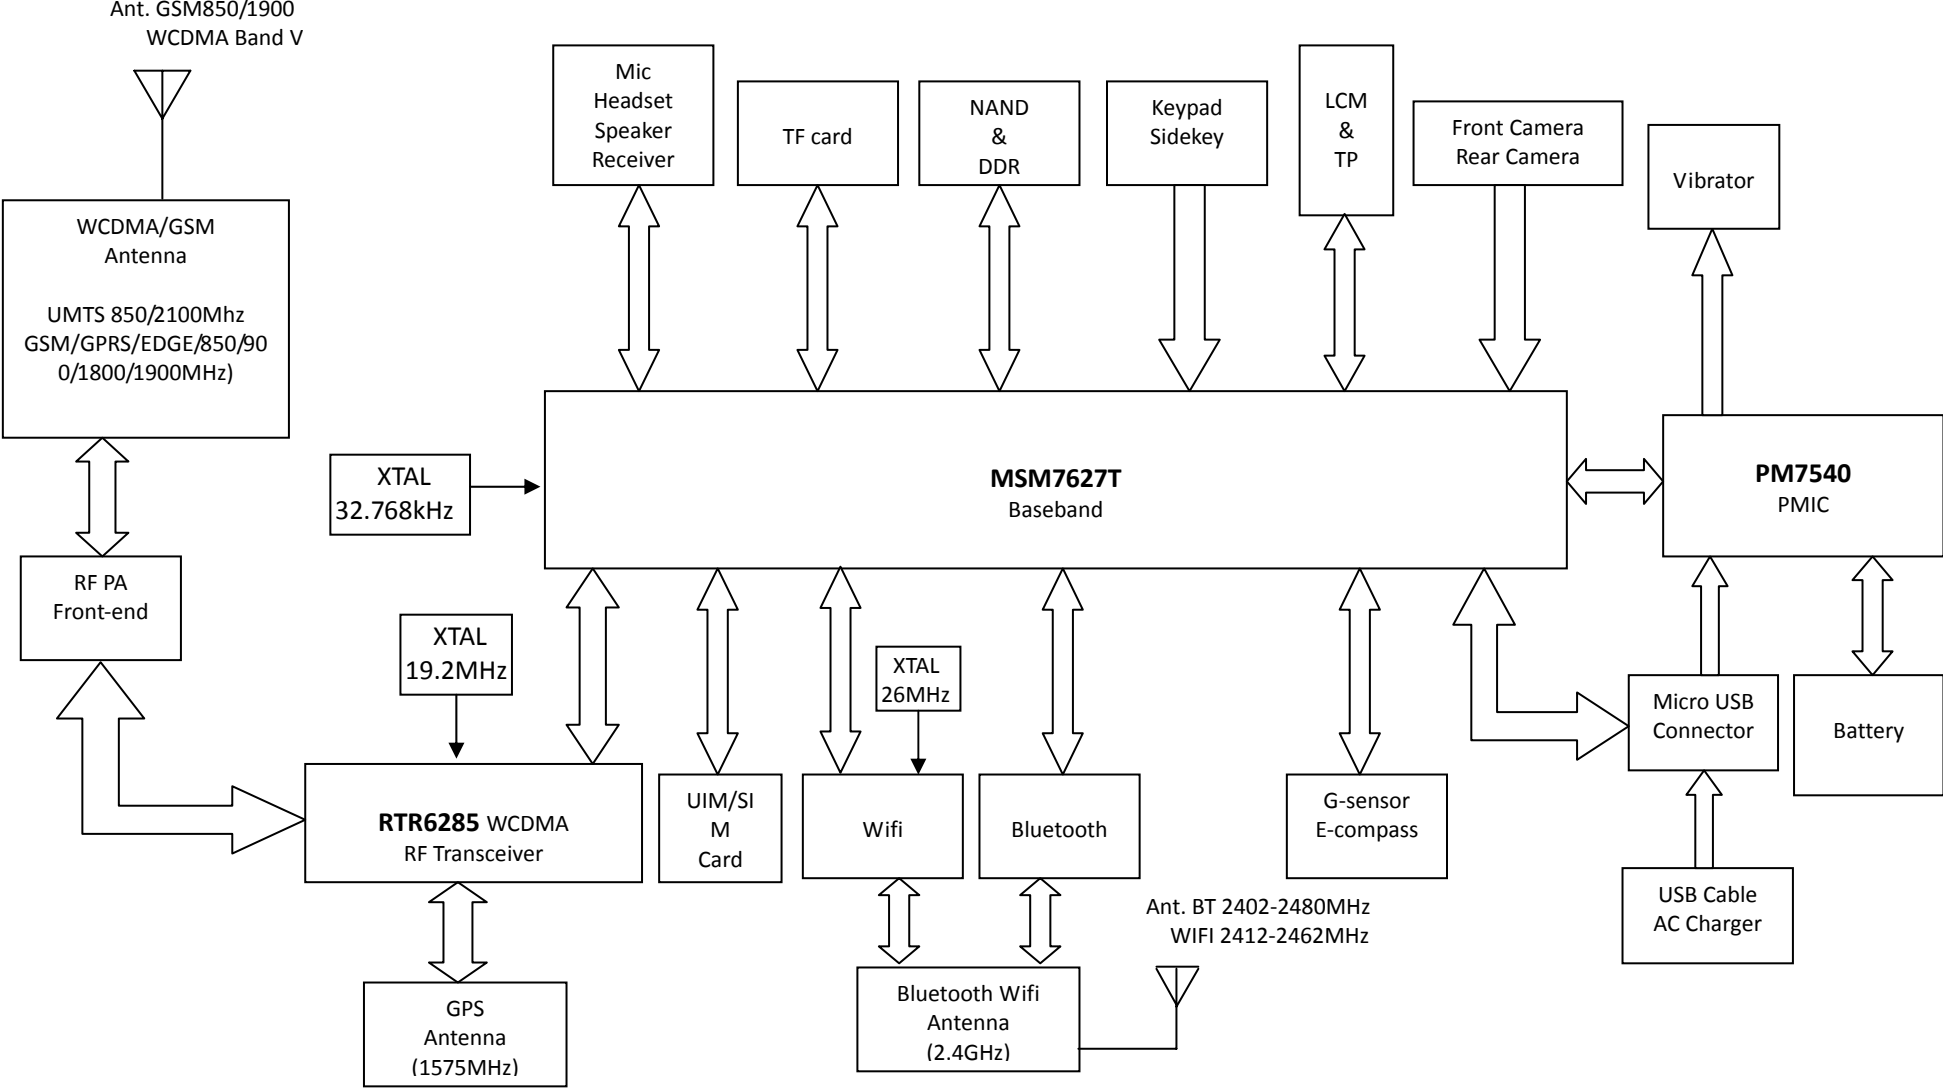 Ant. GSM850/1900
WCDMA Band V
Mic
Headset
Speaker
Receiver
TF card
NAND
&
DDR
Keypad
Sidekey
LCM
&
TP
Front Camera
Rear Camera
Vibrator
WCDMA/GSM
Antenna
UMTS 850/2100Mhz
GSM/GPRS/EDGE/850/90
0/1800/1900MHz)
XTAL
32.768kHz
MSM7627T
Baseband
PM7540
PMIC
RF PA
Front-end
XTAL
19.2MHz
XTAL
26MHz
Micro USB
Connector
Battery
RTR6285 WCDMA
RF Transceiver
UIM/SI
M
Card
Wifi
Bluetooth
G-sensor
E-compass
USB Cable
AC Charger
Ant. BT 2402-2480MHz
WIFI 2412-2462MHz
GPS
Antenna
(1575MHz)
Bluetooth Wifi
Antenna
(2.4GHz)